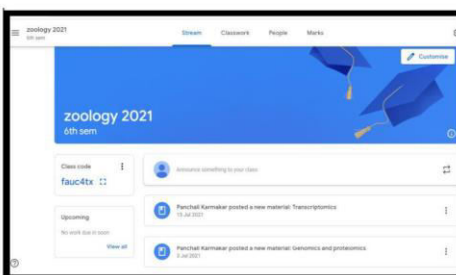 zoology 2021
6th sem
Stream Classwork People Marks
Customise
zoology 2021
6th sem
Class code
fauc4tx
Announce something to your class
Upcoming
No work due in soon
View all
Panchali Karmakar posted a new material: Transcriptomics
15 Jul 2021
Panchali Karmakar posted a new material: Genomics and proteomics
2 Jul 2021